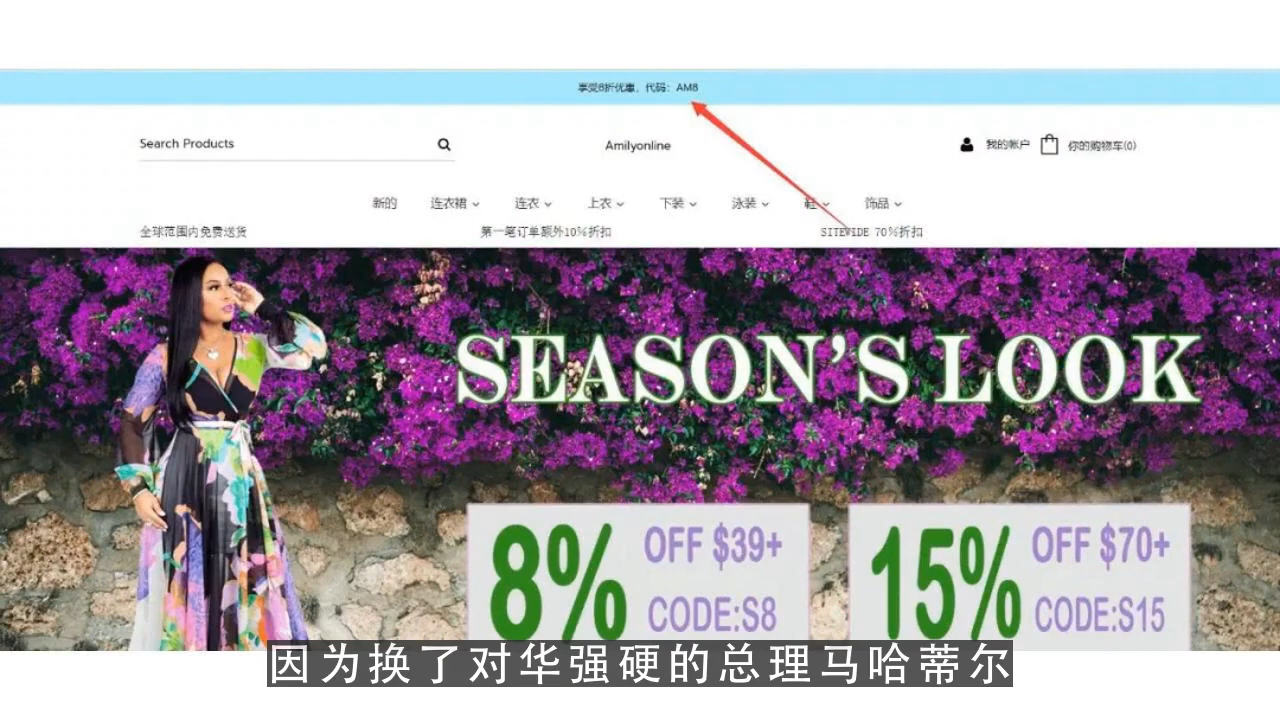 享受8折优惠，代码：AM8
Search Products
Amilyonline
我的帐户
你的购物车(0)
新的 连衣裙 连衣 上衣 下装 泳装 鞋 饰品
全球范围内免费送货
第一笔订单额外10%折扣
SITEWIDE 70%折扣
SEASON'S LOOK
8% OFF $39+
CODE:S8
15% OFF $70+
CODE:S15
因为换了对华强硬的总理马哈蒂尔